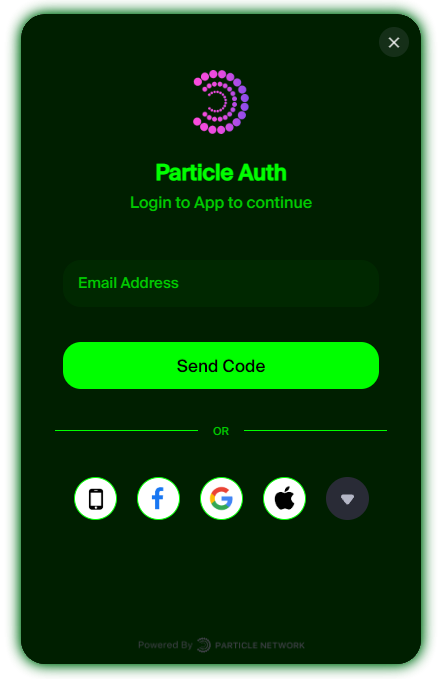 Particle Auth
Login to App to continue
Email Address
Send Code
OR
Powered By PARTICLE NETWORK